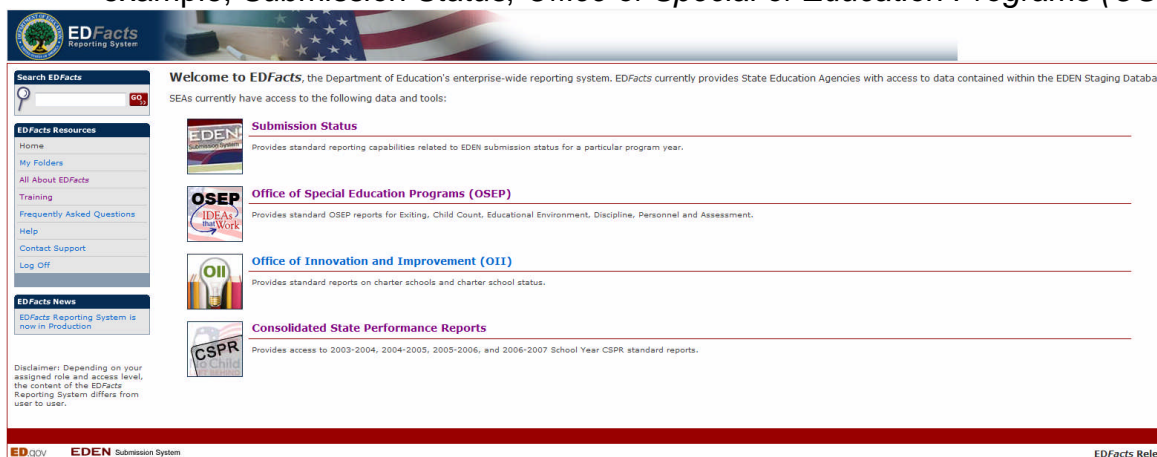 example, Submission Status, Office of Special of Education Programs (OS
EDFacts
Reporting System
Search EDFacts
GO
EDFacts Resources
Home
My Folders
All About EDFacts
Training
Frequently Asked Questions
Help
Contact Support
Log Off
EDFacts News
EDFacts Reporting System is
now in Production
Disclaimer: Depending on your
assigned role and access level,
the content of the EDFacts
Reporting System differs from
user to user.
Welcome to EDFacts, the Department of Education's enterprise-wide reporting system. EDFacts currently provides State Education Agencies with access to data contained within the EDEN Staging Databa
SEAs currently have access to the following data and tools:
EDEN
Submission System
Submission Status
Provides standard reporting capabilities related to EDEN submission status for a particular program year.
OSEP
IDEAs
that Work
Office of Special Education Programs (OSEP)
Provides standard OSEP reports for Exiting, Child Count, Educational Environment, Discipline, Personnel and Assessment.
OII
Office of Innovation and Improvement (OII)
Provides standard reports on charter schools and charter school status.
CSPR
No Child
Consolidated State Performance Reports
Provides access to 2003-2004, 2004-2005, 2005-2006, and 2006-2007 School Year CSPR standard reports.
ED.gov EDEN Submission System
EDFacts Rele